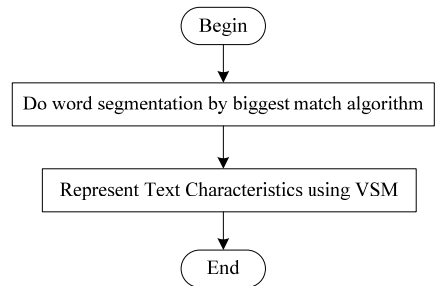 Begin
Do word segmentation by biggest match algorithm
Represent Text Characteristics using VSM
End